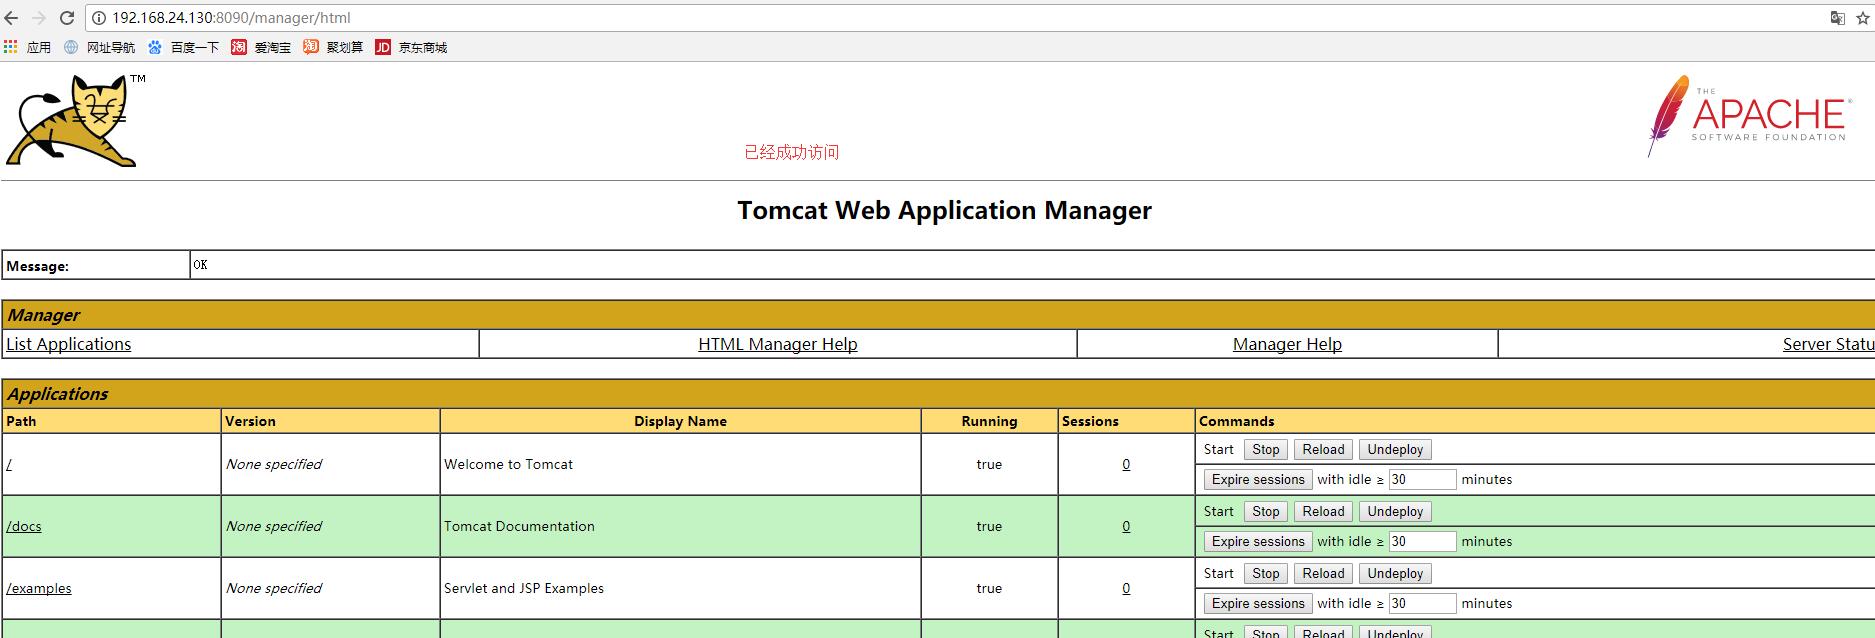 192.168.24.130:8090/manager/html
应用 网址导航 百度一下 淘 爱淘宝 淘 聚划算 JD 京东商城
TM
THE
APACHE®
SOFTWARE FOUNDATION
已经成功访问
Tomcat Web Application Manager
Message: OK
Manager
List Applications HTML Manager Help Manager Help Server Statu
Applications
Path Version Display Name Running Sessions Commands
/ None specified Welcome to Tomcat true 0 Start Stop Reload Undeploy
Expire sessions with idle ≥ 30 minutes
/docs None specified Tomcat Documentation true 0 Start Stop Reload Undeploy
Expire sessions with idle ≥ 30 minutes
/examples None specified Servlet and JSP Examples true 0 Start Stop Reload Undeploy
Expire sessions with idle ≥ 30 minutes
Start Stop Reload Undeploy